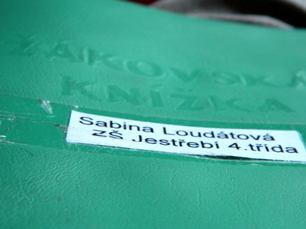 ŽÁKOVSKÁ
KNÍŽKA
Sabina Loudátová
ZŠ Jestřebí 4.třída